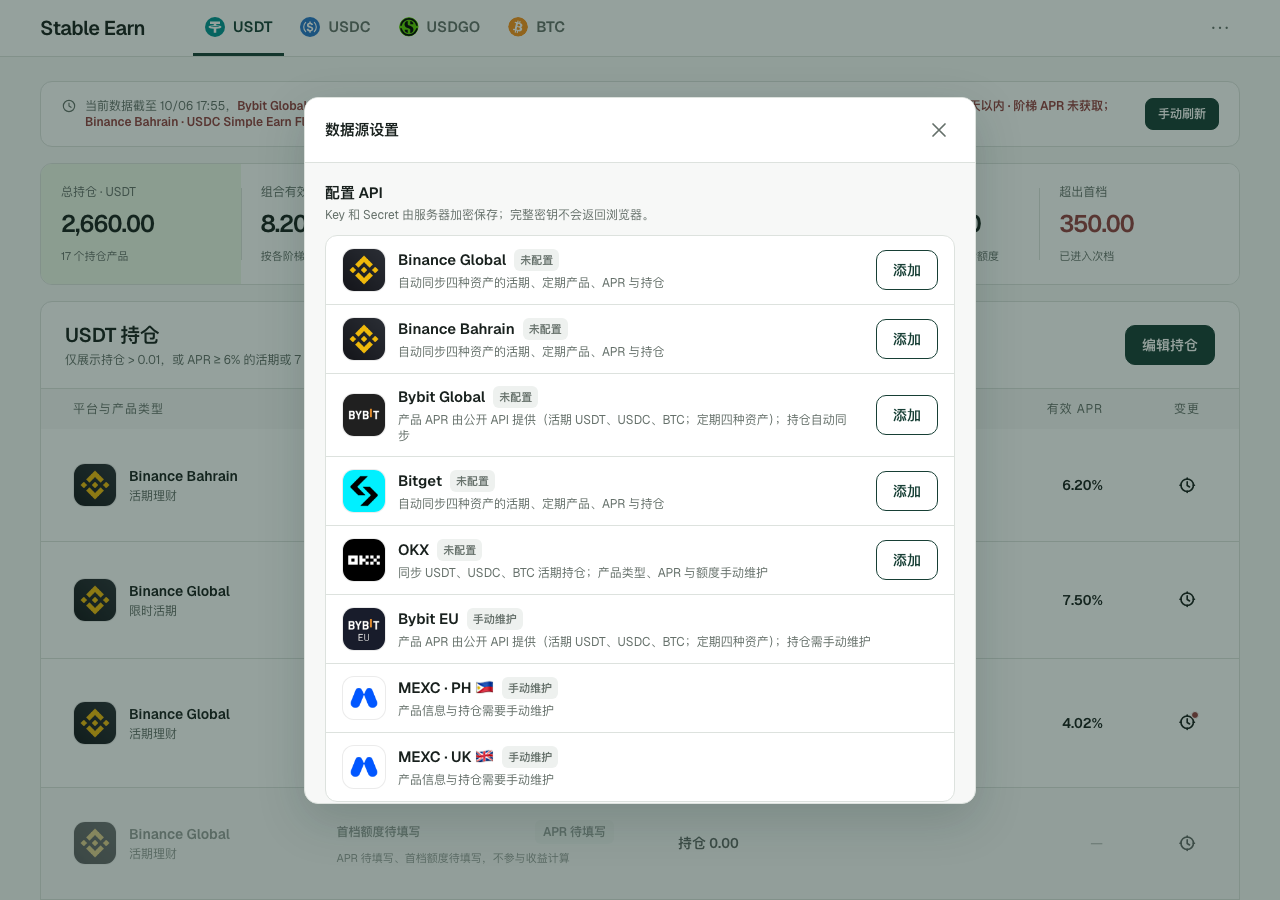 Stable Earn
USDT
USDC
USDGO
BTC
当前数据截至 10/06 17:55，Bybit Global
天以内 · 阶梯 APR 未获取；
Binance Bahrain · USDC Simple Earn Fl
手动刷新
总持仓 · USDT
2,660.00
17 个持仓产品
组合有效
8.20
按各阶梯
额度
超出首档
350.00
已进入次档
USDT 持仓
仅展示持仓 > 0.01，或 APR ≥ 6% 的活期或 7
编辑持仓
平台与产品类型
有效 APR
变更
Binance Bahrain
活期理财
6.20%
Binance Global
限时活期
7.50%
Binance Global
活期理财
4.02%
Binance Global
活期理财
首档额度待填写
APR 待填写
APR 待填写、首档额度待填写，不参与收益计算
持仓 0.00
—
数据源设置
配置 API
Key 和 Secret 由服务器加密保存；完整密钥不会返回浏览器。
Binance Global
未配置
自动同步四种资产的活期、定期产品、APR 与持仓
添加
Binance Bahrain
未配置
自动同步四种资产的活期、定期产品、APR 与持仓
添加
BYBIT
Bybit Global
未配置
产品 APR 由公开 API 提供（活期 USDT、USDC、BTC；定期四种资产）；持仓自动同
步
添加
Bitget
未配置
自动同步四种资产的活期、定期产品、APR 与持仓
添加
OKX
OKX
未配置
同步 USDT、USDC、BTC 活期持仓；产品类型、APR 与额度手动维护
添加
BYBIT
EU
Bybit EU
手动维护
产品 APR 由公开 API 提供（活期 USDT、USDC、BTC；定期四种资产）；持仓需手动维护
MEXC · PH 🇵🇭
手动维护
产品信息与持仓需要手动维护
MEXC · UK 🇬🇧
手动维护
产品信息与持仓需要手动维护